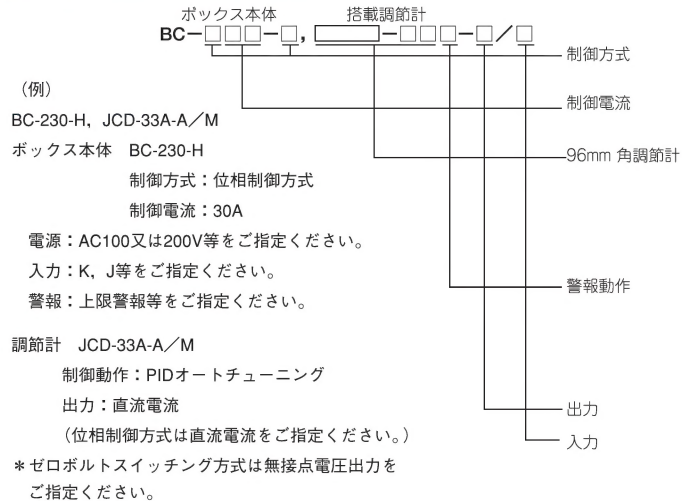 ボックス本体　搭載調節計
BC－□□□－□，□－□□□－□／□
制御方式
制御電流
96mm 角調節計
警報動作
出力
入力
（例）
BC-230-H，JCD-33A-A／M
ボックス本体　BC-230-H
制御方式：位相制御方式
制御電流：30A
電源：AC100又は200V等をご指定ください。
入力：K，J等をご指定ください。
警報：上限警報等をご指定ください。
調節計　JCD-33A-A／M
制御動作：PIDオートチューニング
出力：直流電流
（位相制御方式は直流電流をご指定ください。）
＊ゼロボルトスイッチング方式は無接点電圧出力を
ご指定ください。